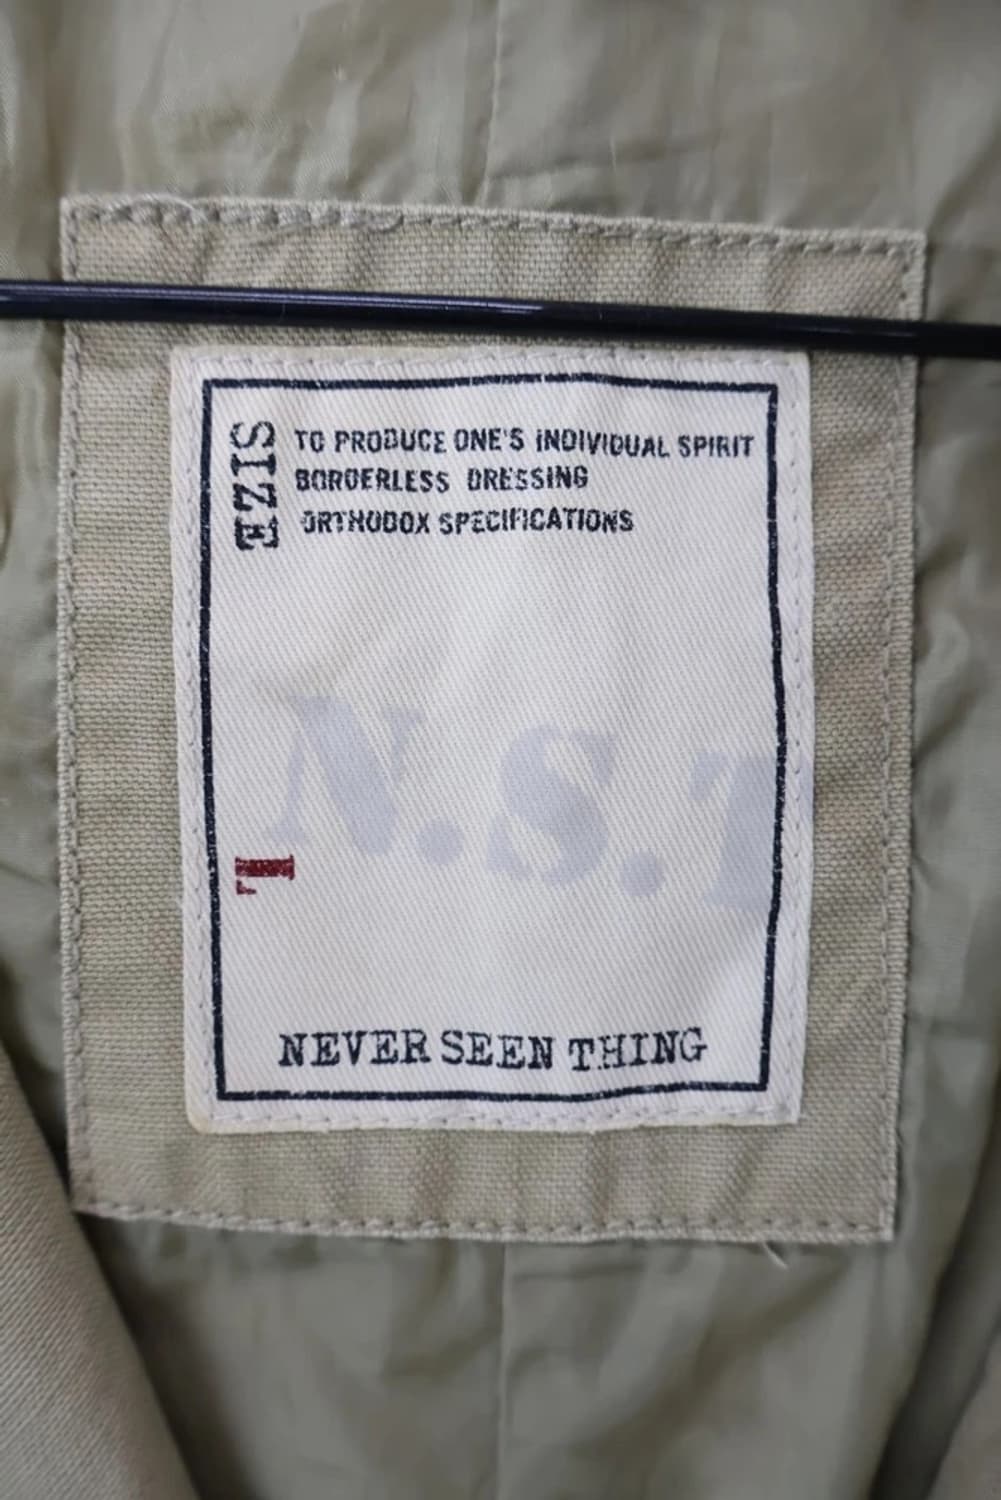 SIZE
TO PRODUCE ONE'S INDIVIDUAL SPIRIT
BORDERLESS DRESSING
ORTHODOX SPECIFICATIONS
N.S.T
L
NEVER SEEN THING